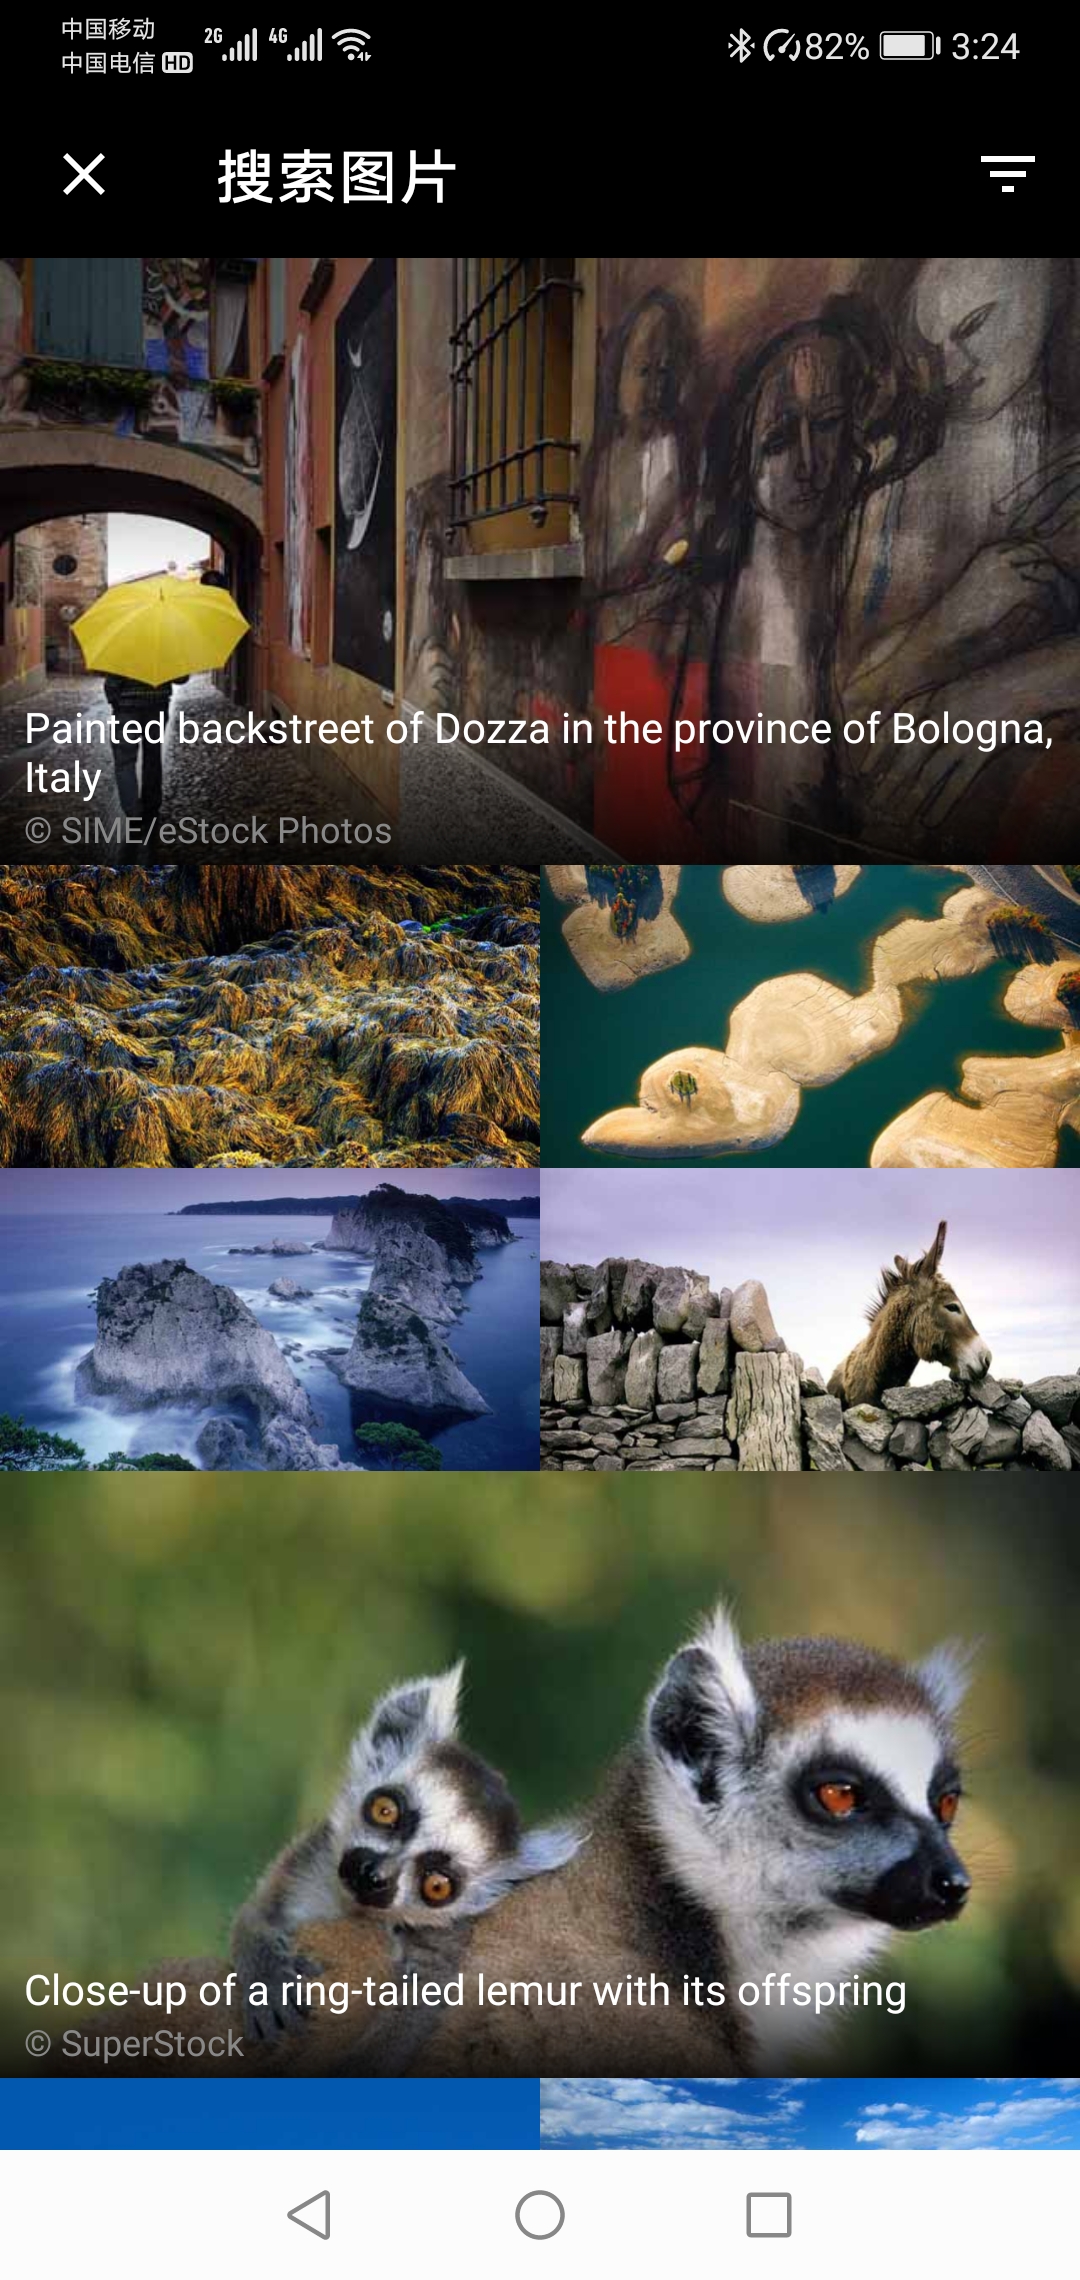 中国移动
中国电信 HD
2G 4G
82% 3:24
搜索图片
Painted backstreet of Dozza in the province of Bologna,
Italy
© SIME/eStock Photos
Close-up of a ring-tailed lemur with its offspring
© SuperStock